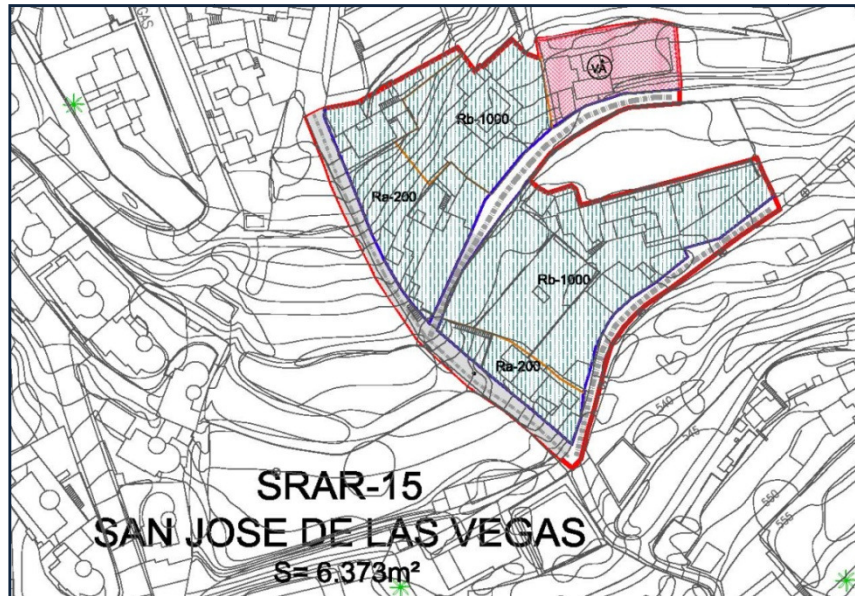 GAS
VA
Rb-1000
Ra-200
Rb-1000
Ra-200
540
545
550
555
SRAR-15
SAN JOSE DE LAS VEGAS
S= 6.373m²